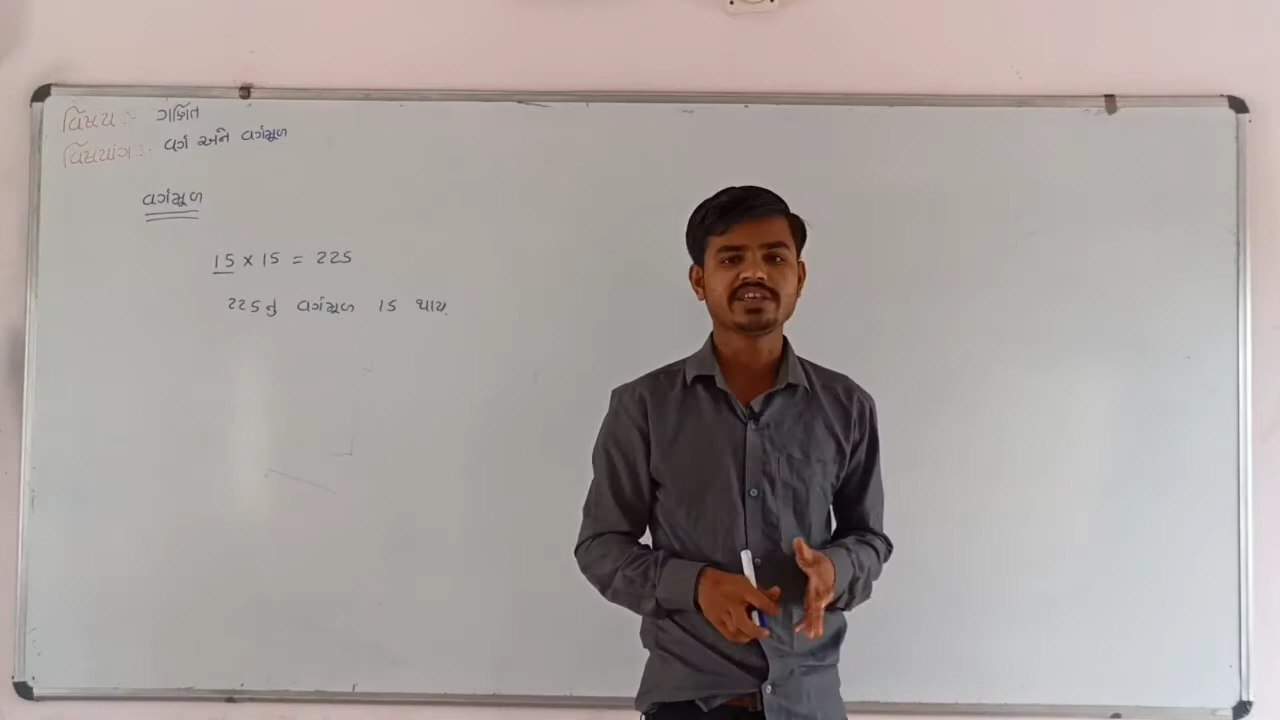 વિષય :- ગણિત
વિષયાંગ :- વર્ગ અને વર્ગમૂળ
વર્ગમૂળ
15 × 15 = 225
225નું વર્ગમૂળ 15 થાય.